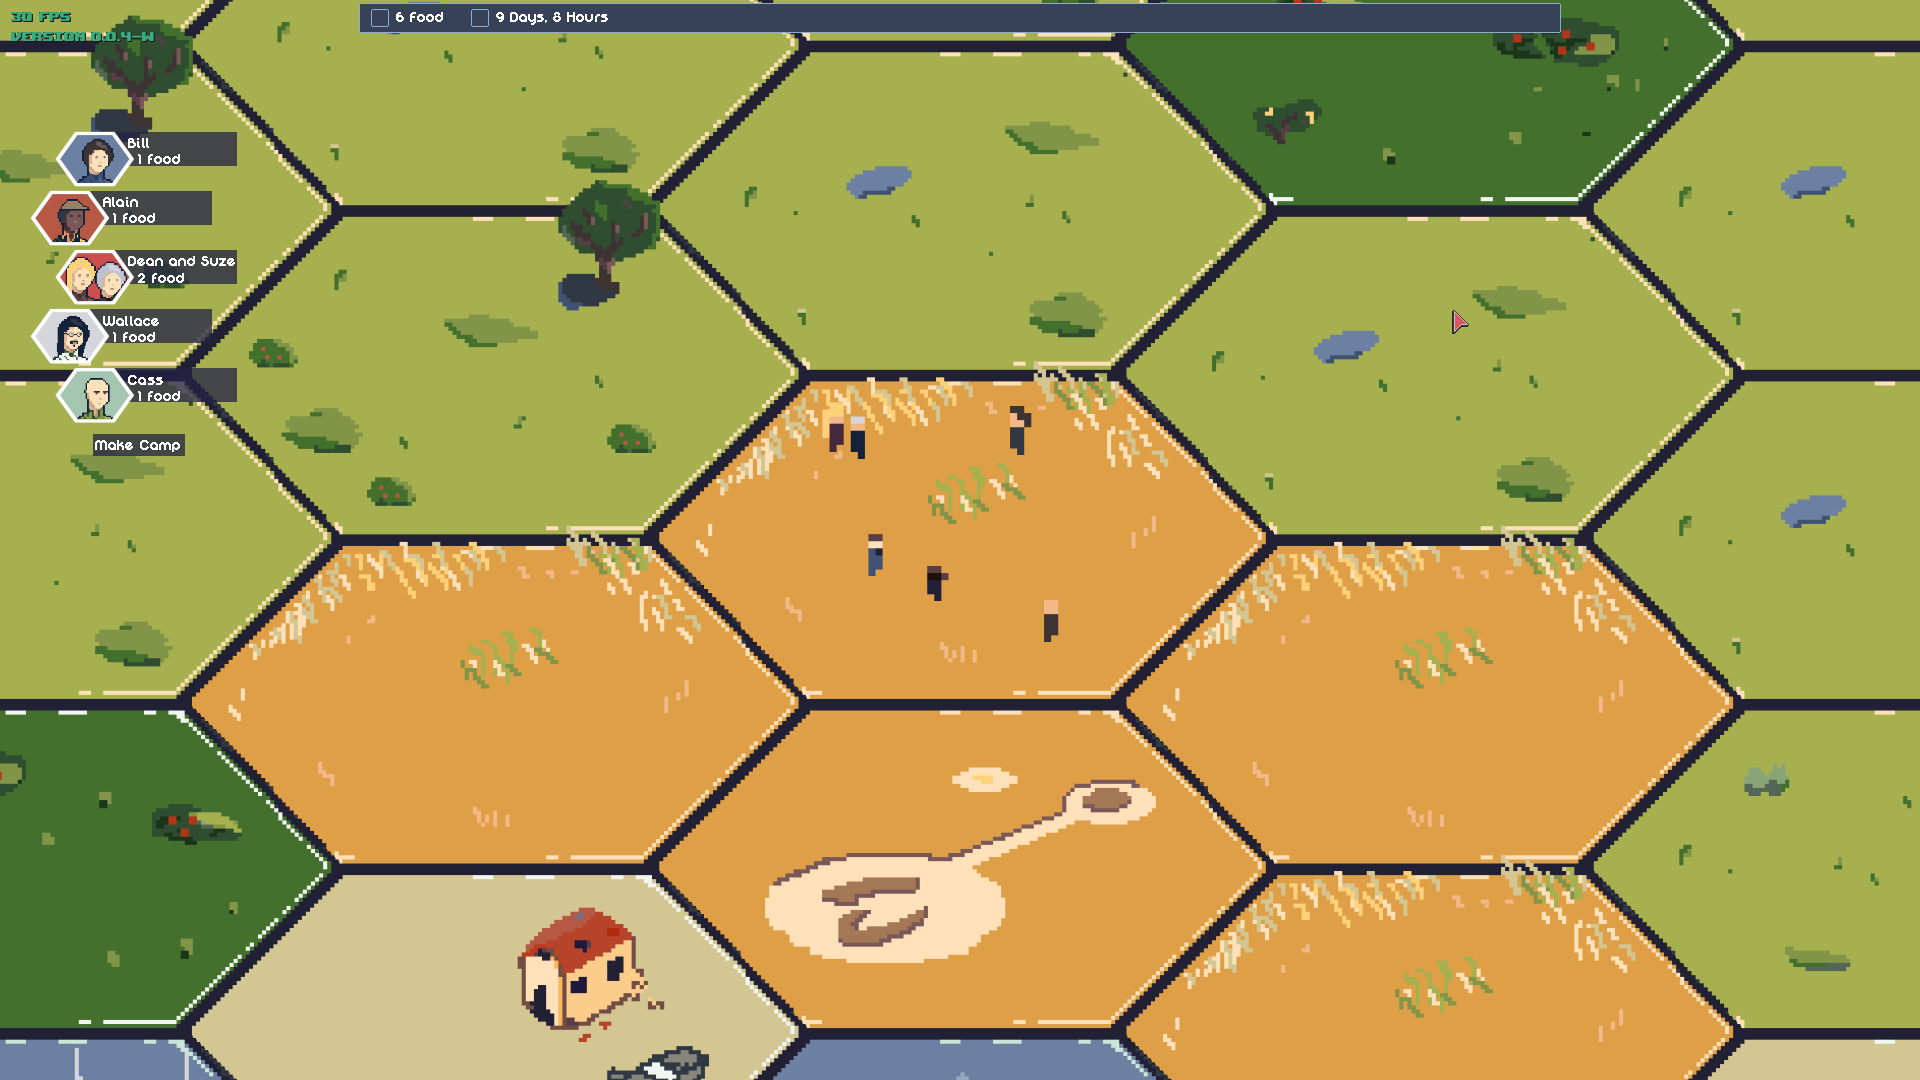 30 FPS
VERSION 0.0.4-W
6 Food
9 Days, 8 Hours
Bill
1 food
Alain
1 food
Dean and Suze
2 food
Wallace
1 food
Cass
1 food
Make Camp